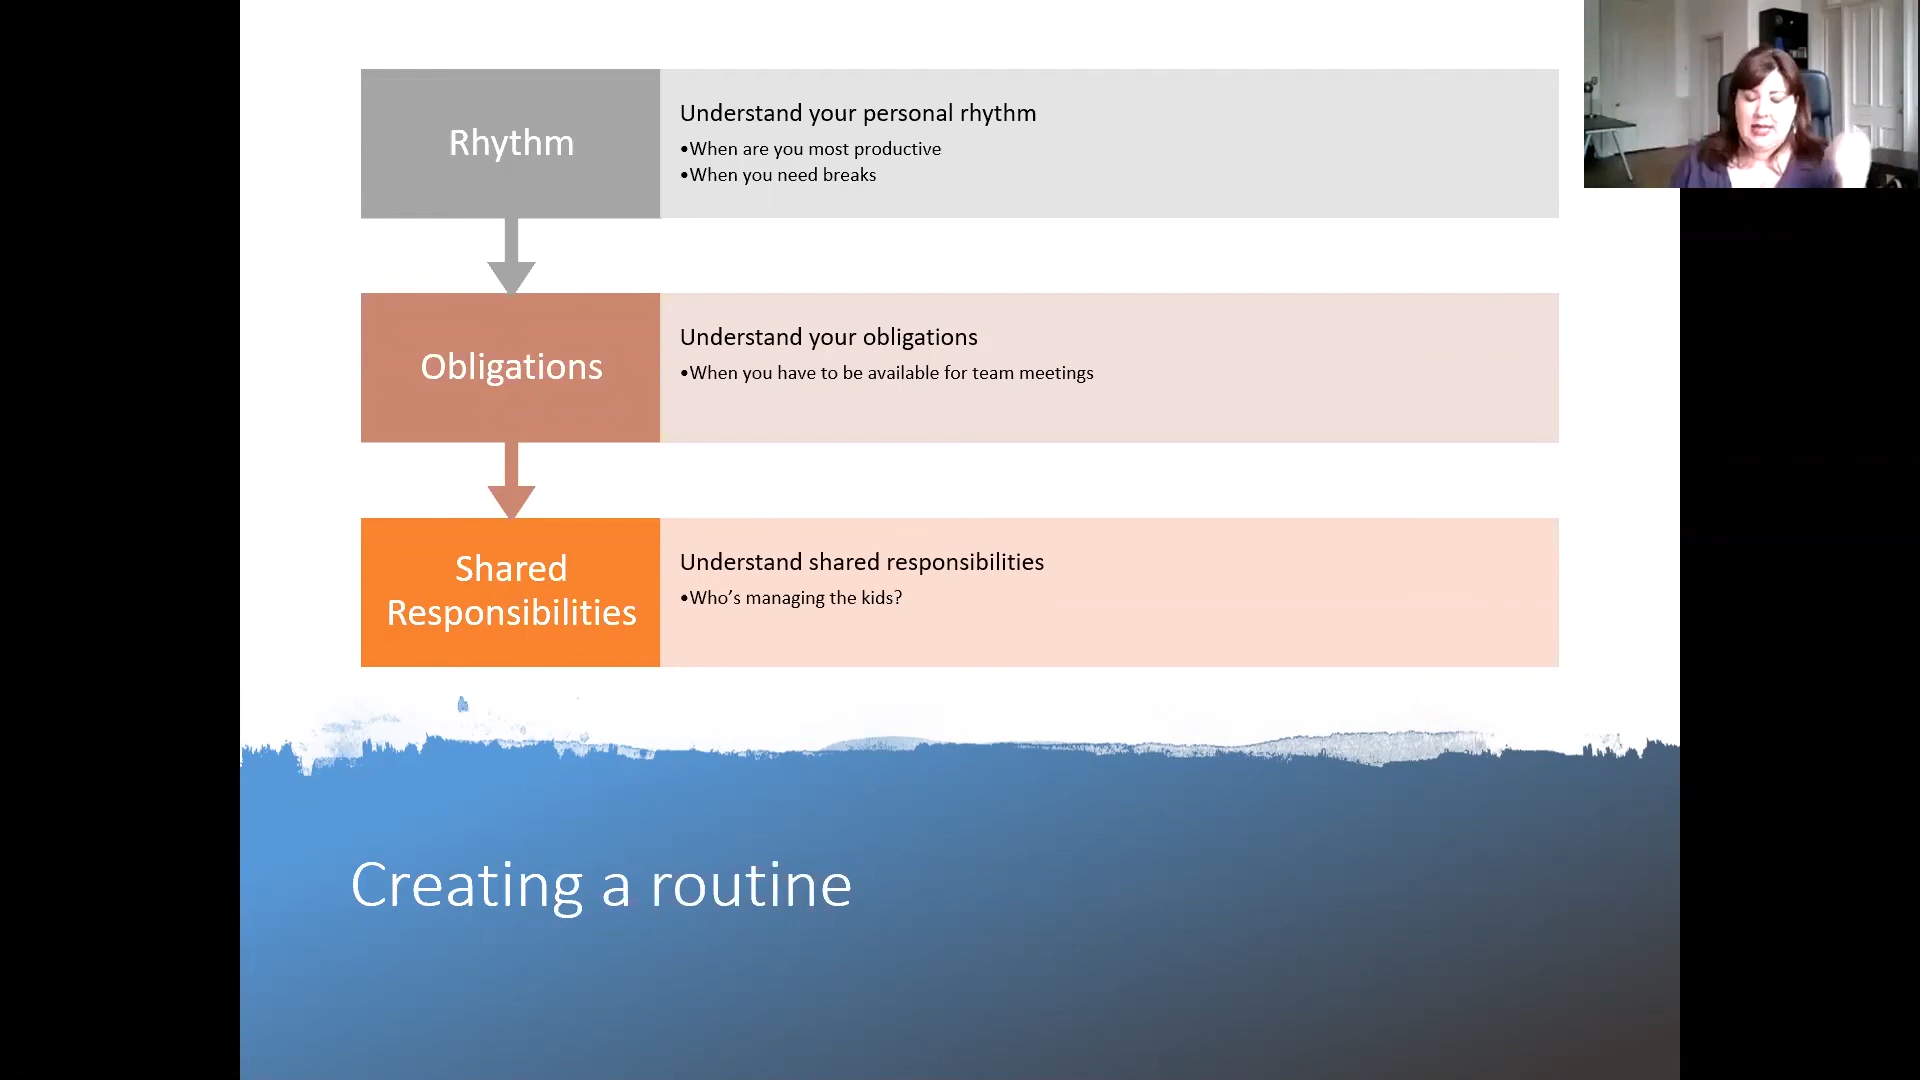 Rhythm
Understand your personal rhythm
•When are you most productive
•When you need breaks
Obligations
Understand your obligations
•When you have to be available for team meetings
Shared
Responsibilities
Understand shared responsibilities
•Who’s managing the kids?
Creating a routine